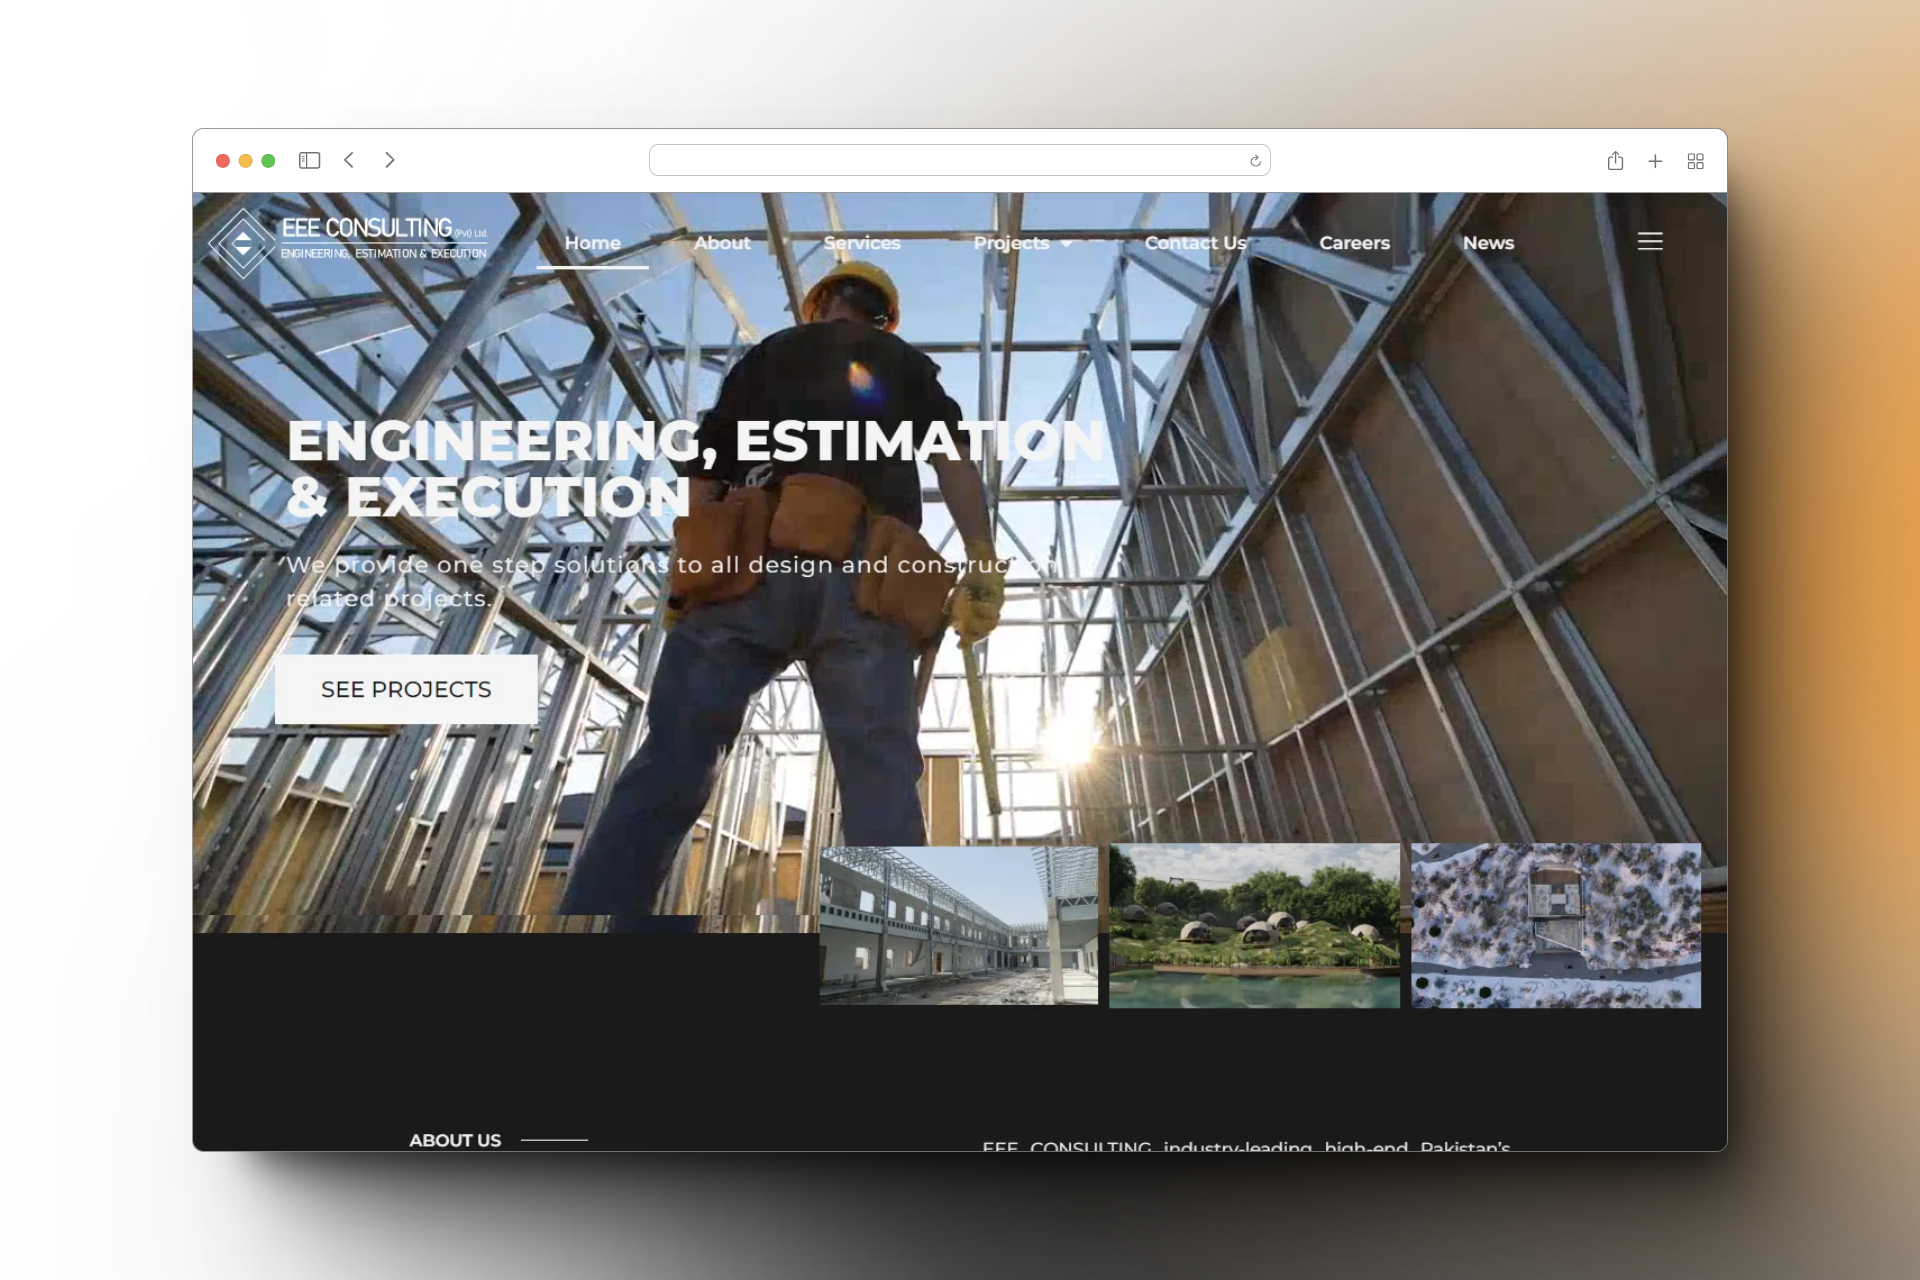 EEE CONSULTING (Pvt) Ltd.
ENGINEERING, ESTIMATION & EXECUTION
Home About Services Projects Contact Us Careers News
ENGINEERING, ESTIMATION
& EXECUTION
We provide one step solutions to all design and construction
related projects.
SEE PROJECTS
ABOUT US
EEE CONSULTING industry-leading high-end Pakistan's